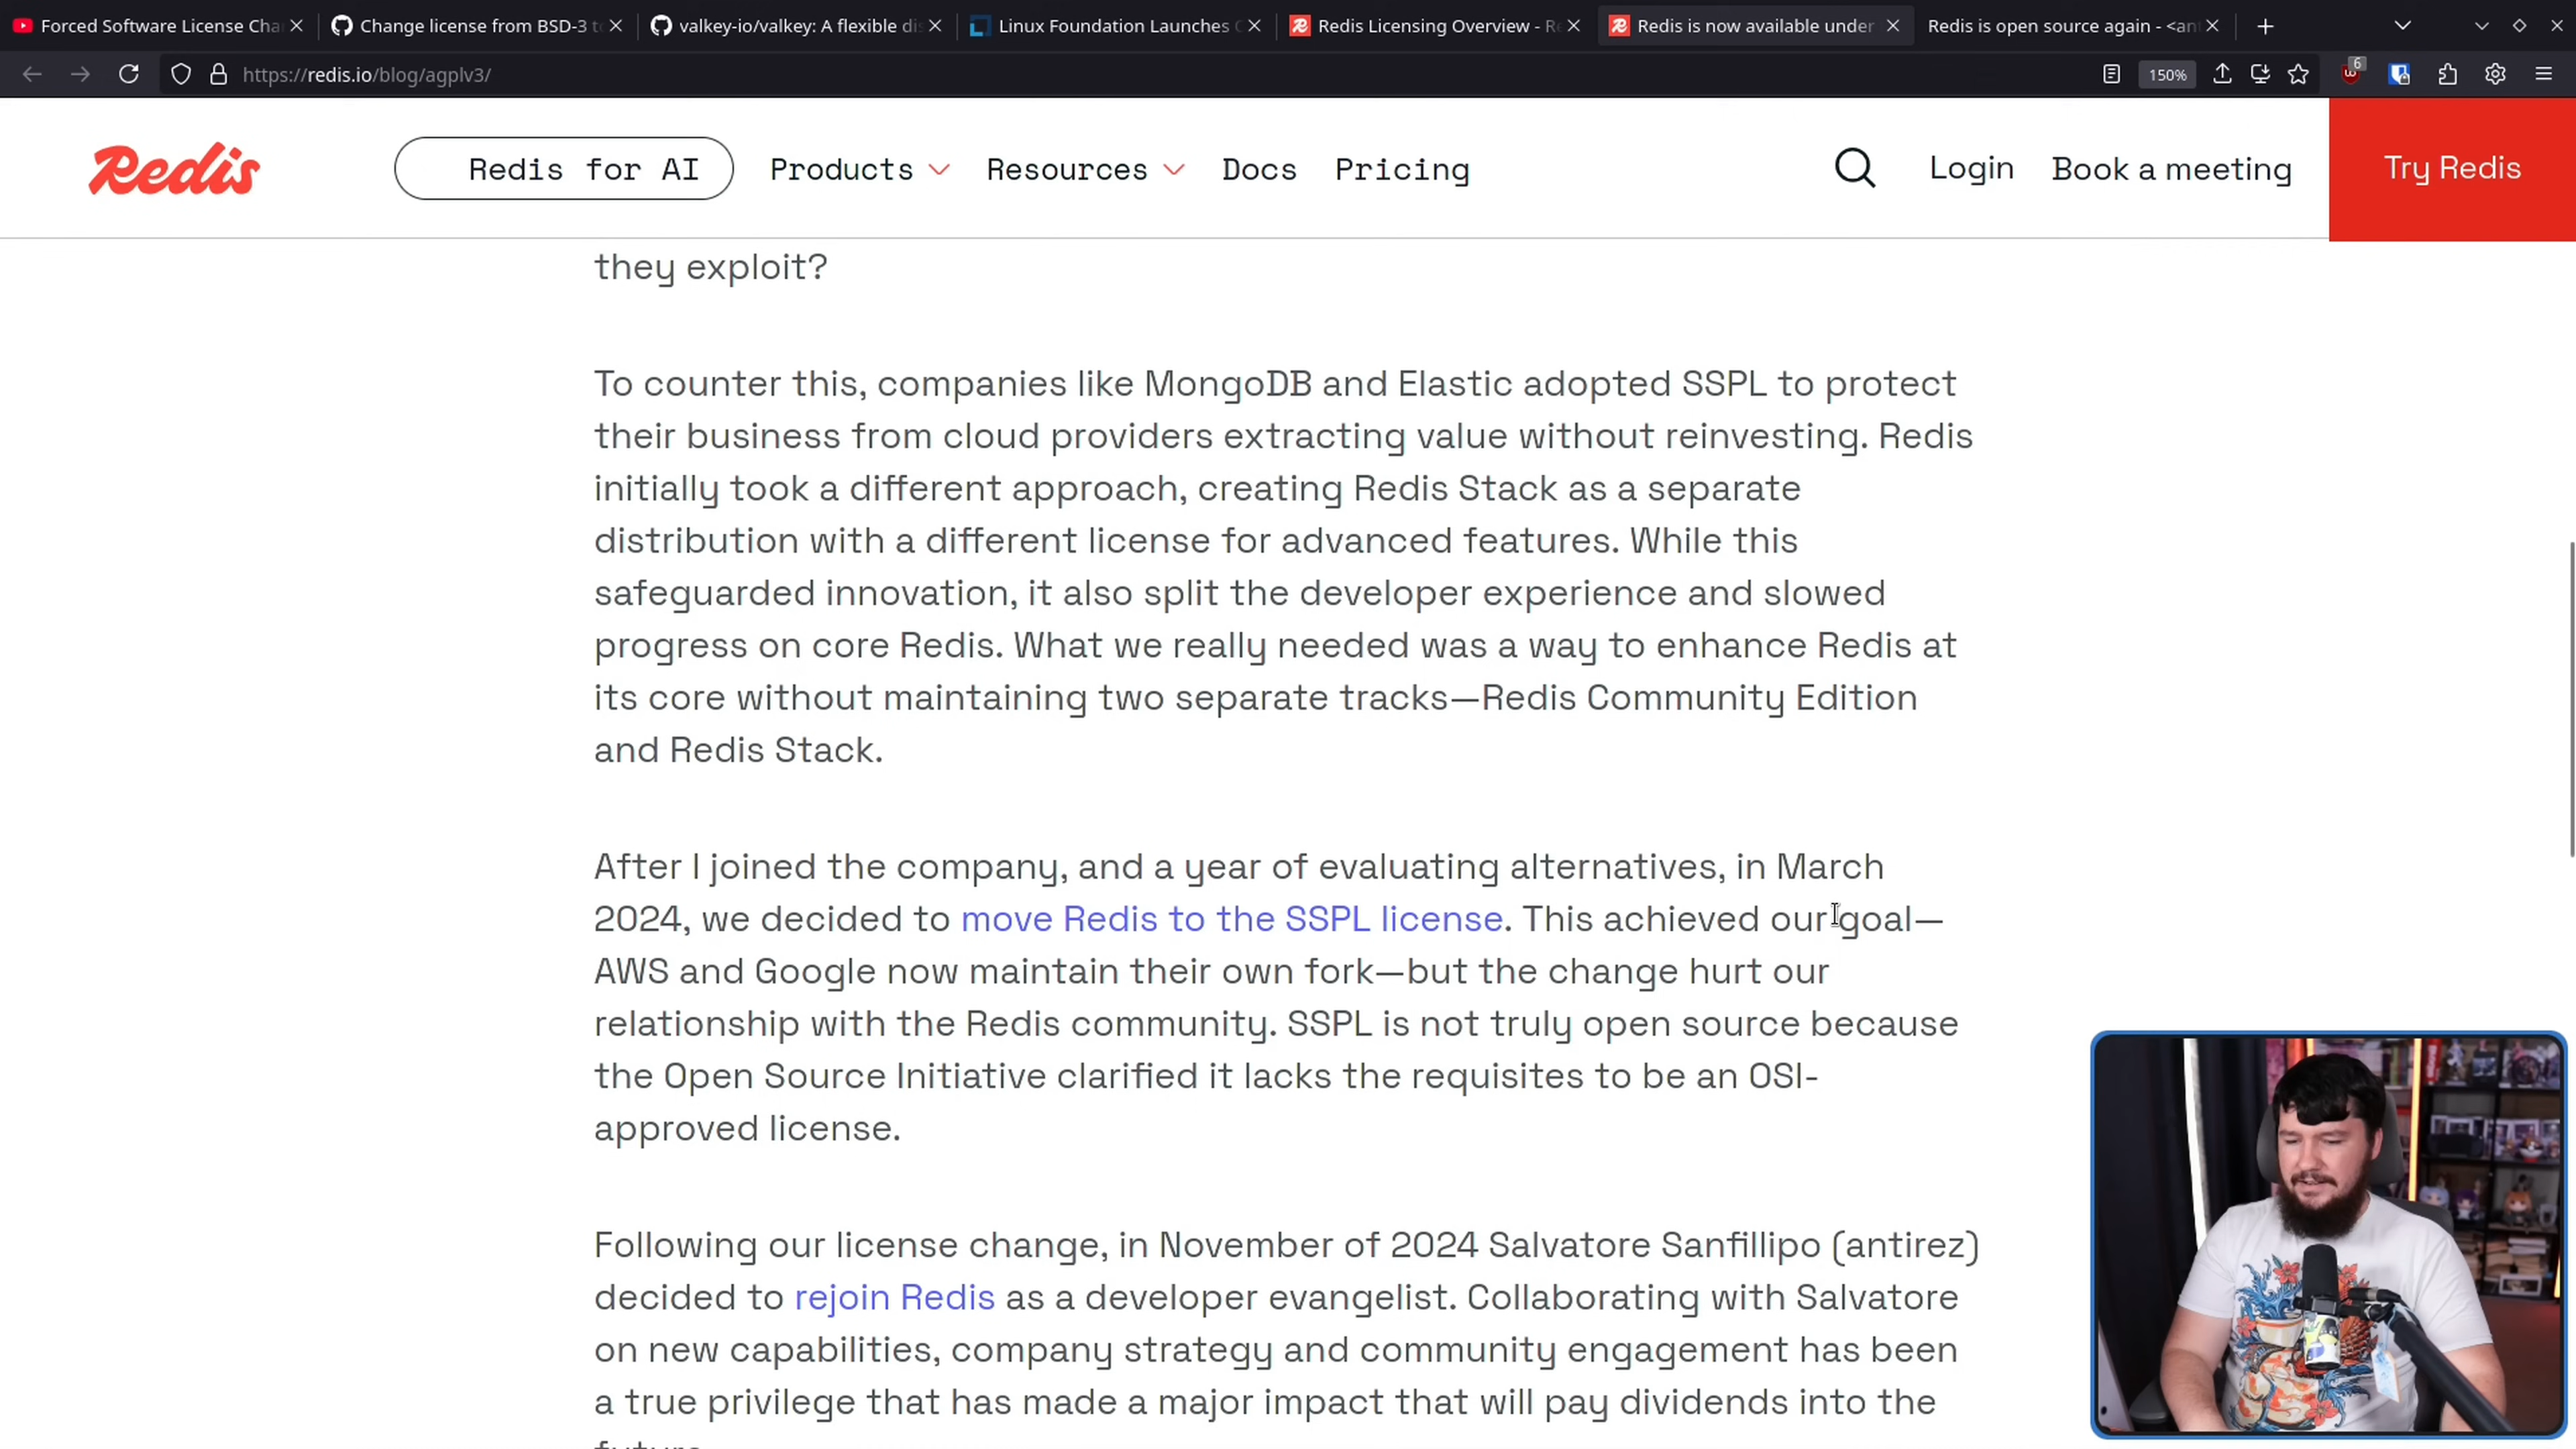 Forced Software License Cha
Change license from BSD-3 t
valkey-io/valkey: A flexible di
Linux Foundation Launches
Redis Licensing Overview - R
Redis is now available under
Redis is open source again - <an
https://redis.io/blog/agplv3/
150%
6
Redis
Redis for AI
Products
Resources
Docs
Pricing
Login
Book a meeting
Try Redis
they exploit?
To counter this, companies like MongoDB and Elastic adopted SSPL to protect
their business from cloud providers extracting value without reinvesting. Redis
initially took a different approach, creating Redis Stack as a separate
distribution with a different license for advanced features. While this
safeguarded innovation, it also split the developer experience and slowed
progress on core Redis. What we really needed was a way to enhance Redis at
its core without maintaining two separate tracks—Redis Community Edition
and Redis Stack.
After I joined the company, and a year of evaluating alternatives, in March
2024, we decided to move Redis to the SSPL license. This achieved our goal—
AWS and Google now maintain their own fork—but the change hurt our
relationship with the Redis community. SSPL is not truly open source because
the Open Source Initiative clarified it lacks the requisites to be an OSI-
approved license.
Following our license change, in November of 2024 Salvatore Sanfillipo (antirez)
decided to rejoin Redis as a developer evangelist. Collaborating with Salvatore
on new capabilities, company strategy and community engagement has been
a true privilege that has made a major impact that will pay dividends into the